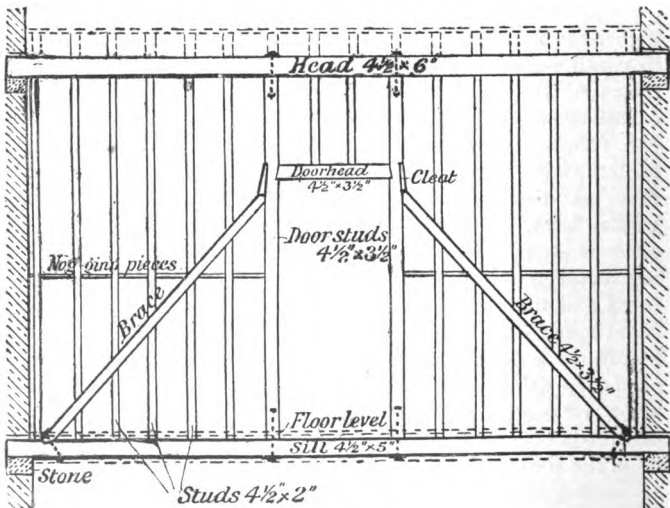 Head 4½" × 6"
Doorhead
4½" × 3½"
Cleat
Door studs
4½" × 3½"
Nogging pieces
Brace
Brace 4½" × 3½"
Floor level
Sill 4½" × 5"
Stone
Studs 4½" × 2"